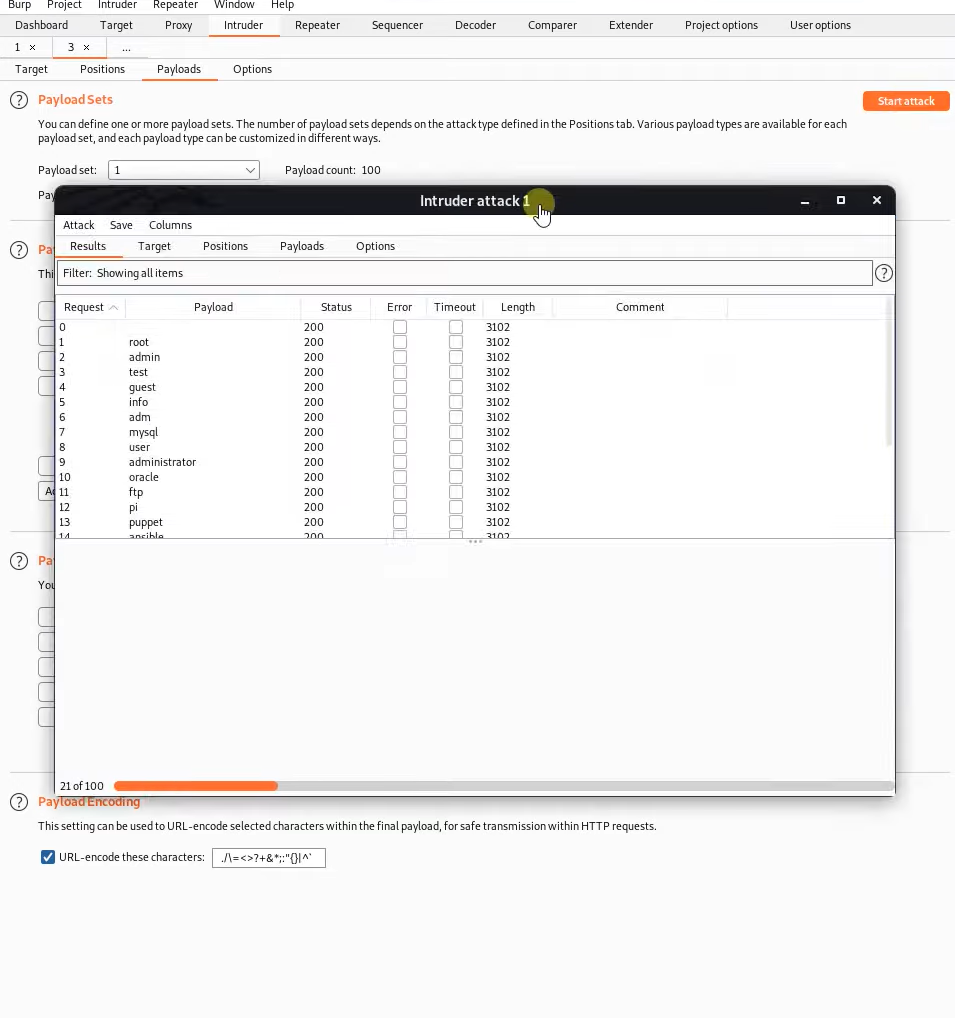 Burp Project Intruder Repeater Window Help
Dashboard Target Proxy Intruder Repeater Sequencer Decoder Comparer Extender Project options User options
1 × 3 × ...
Target Positions Payloads Options
? Payload Sets Start attack
You can define one or more payload sets. The number of payload sets depends on the attack type defined in the Positions tab. Various payload types are available for each
payload set, and each payload type can be customized in different ways.
Payload set: 1 Payload count: 100
Pay
Intruder attack 1
Attack Save Columns
Results Target Positions Payloads Options
Filter: Showing all items ?
Request Payload Status Error Timeout Length Comment
0 200 3102
1 root 200 3102
2 admin 200 3102
3 test 200 3102
4 guest 200 3102
5 info 200 3102
6 adm 200 3102
7 mysql 200 3102
8 user 200 3102
9 administrator 200 3102
10 oracle 200 3102
11 ftp 200 3102
12 pi 200 3102
13 puppet 200 3102
14 ansible 200 3102
? Pa
Thi
A
? Pa
You
21 of 100
? Payload Encoding
This setting can be used to URL-encode selected characters within the final payload, for safe transmission within HTTP requests.
URL-encode these characters: ./\=<>?+&*;:"{}|^`